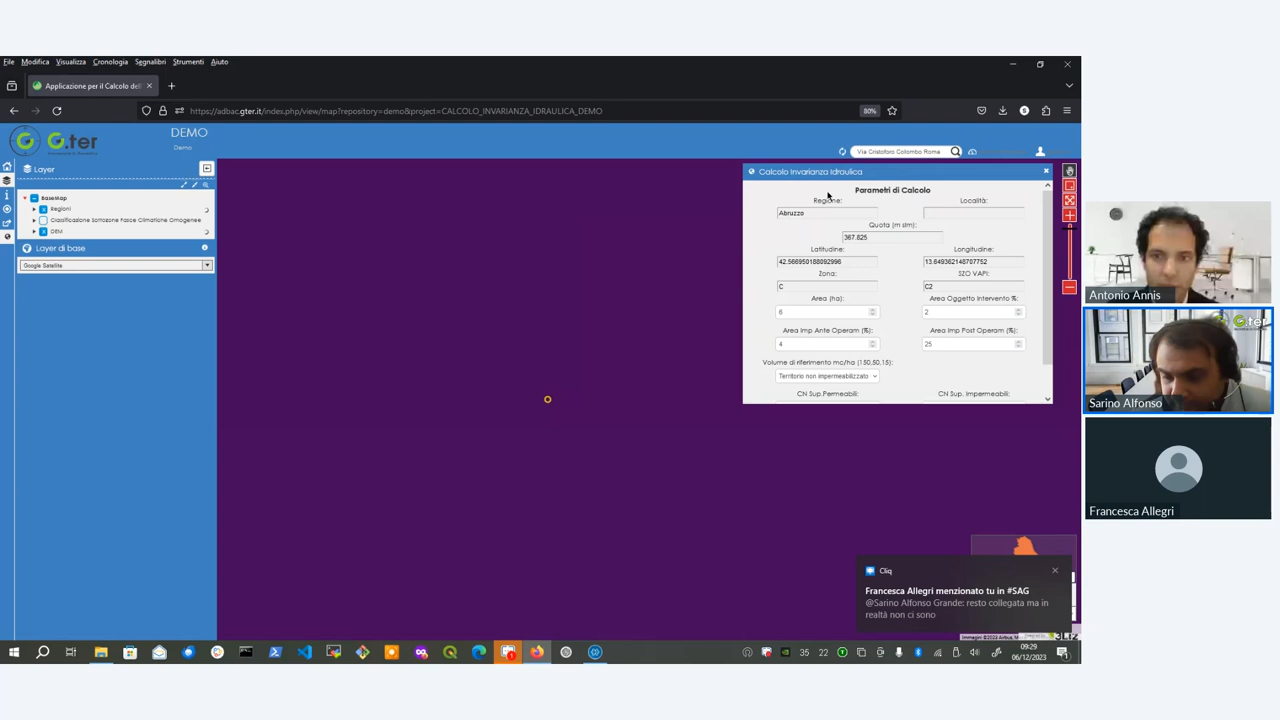 File Modifica Visualizza Cronologia Segnalibri Strumenti Aiuto
Applicazione per il Calcolo dell
https://adbac.gter.it/index.php/view/map?repository=demo&project=CALCOLO_INVARIANZA_IDRAULICA_DEMO
80%
G.ter
DEMO
Demo
Via Cristoforo Colombo Roma
Layer
BaseMap
Regioni
Classificazione Sottozone Fasce Climatiche Omogenee
DEM
Layer di base
Google Satellite
Calcolo Invarianza Idraulica
Parametri di Calcolo
Regione: Località:
Abruzzo
Quota (m slm):
367.825
Latitudine: Longitudine:
42.566950188092996 13.649362148707752
Zona: SZO VAPI:
C C2
Area (ha): Area Oggetto Intervento %:
6 2
Area Imp Ante Operam (%): Area Imp Post Operam (%):
4 25
Volume di riferimento mc/ha (150,50,15):
Territorio non impermeabilizzato
CN Sup.Permeabili: CN Sup. Impermeabili:
Cliq
Francesca Allegri menzionato tu in #SAG
@Sarino Alfonso Grande: resto collegata ma in
realtà non ci sono
35 22
09:29
06/12/2023
Antonio Annis
Sarino Alfonso
Francesca Allegri